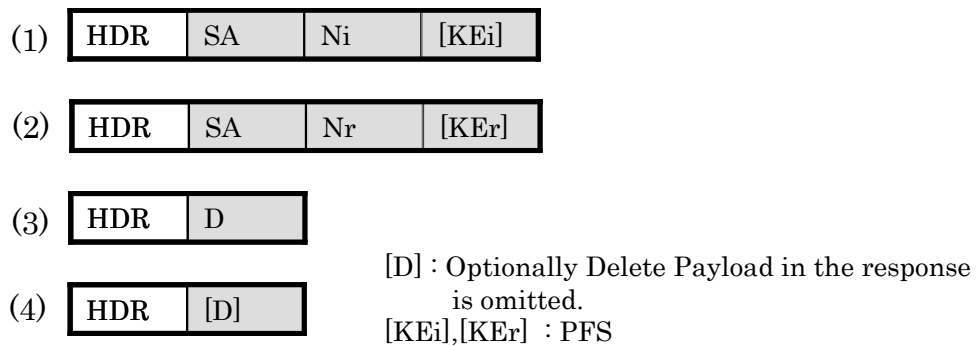 (1) HDR SA Ni [KEi]
(2) HDR SA Nr [KEr]
(3) HDR D
[D] : Optionally Delete Payload in the response
is omitted.
(4) HDR [D]
[KEi],[KEr] : PFS